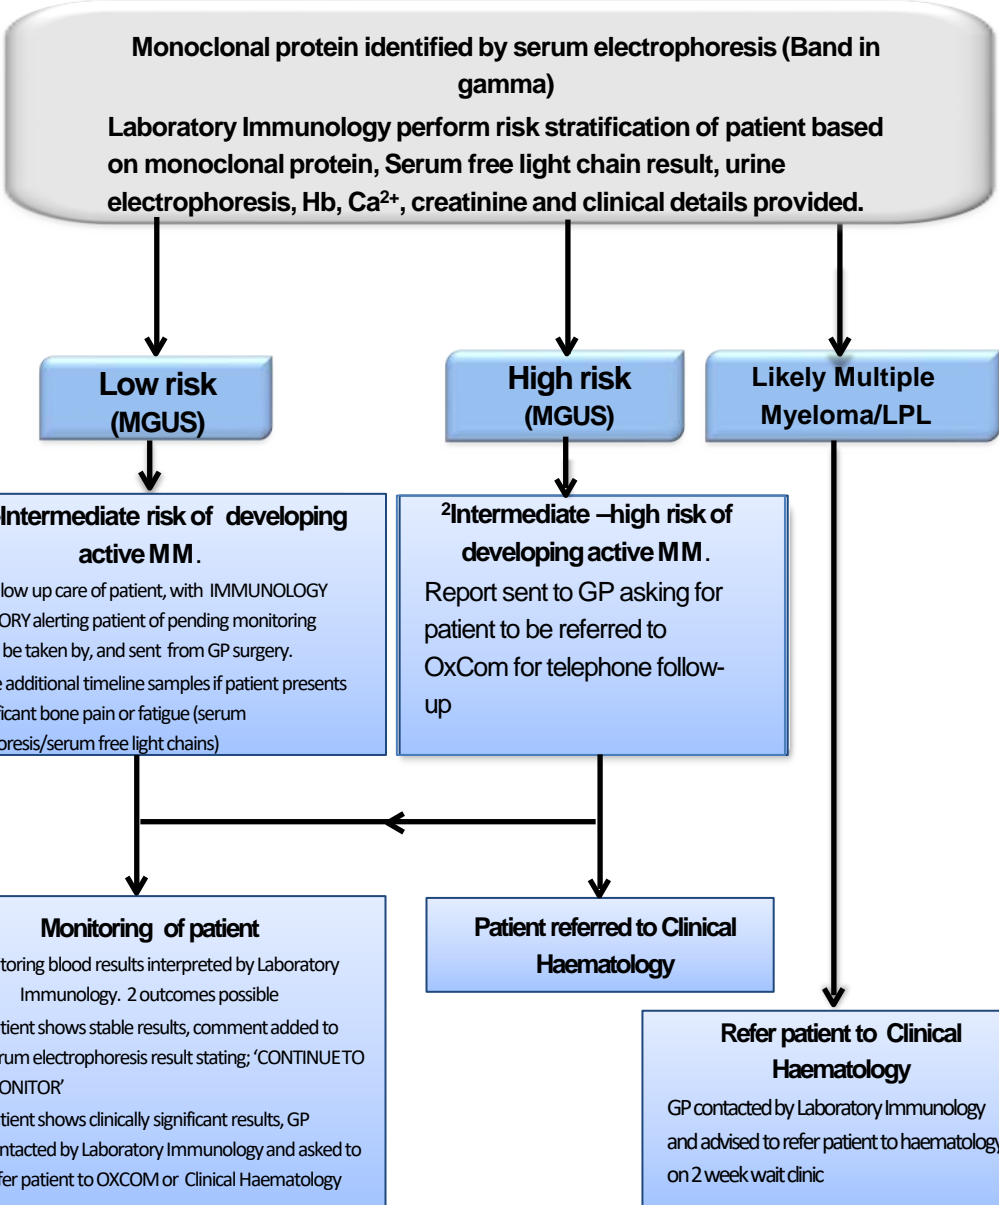 Monoclonal protein identified by serum electrophoresis (Band in
gamma)
Laboratory Immunology perform risk stratification of patient based
on monoclonal protein, Serum free light chain result, urine
electrophoresis, Hb, Ca²⁺, creatinine and clinical details provided.
Low risk
(MGUS)
High risk
(MGUS)
Likely Multiple
Myeloma/LPL
Intermediate risk of developing
active MM.
low up care of patient, with IMMUNOLOGY
ORY alerting patient of pending monitoring
be taken by, and sent from GP surgery.
additional timeline samples if patient presents
ficant bone pain or fatigue (serum
oresis/serum free light chains)
²Intermediate –high risk of
developing active MM.
Report sent to GP asking for
patient to be referred to
OxCom for telephone follow-
up
Monitoring of patient
toring blood results interpreted by Laboratory
Immunology. 2 outcomes possible
tient shows stable results, comment added to
rum electrophoresis result stating; ‘CONTINUE TO
ONITOR’
tient shows clinically significant results, GP
ntacted by Laboratory Immunology and asked to
fer patient to OXCOM or Clinical Haematology
Patient referred to Clinical
Haematology
Refer patient to Clinical
Haematology
GP contacted by Laboratory Immunology
and advised to refer patient to haematology
on 2 week wait clinic